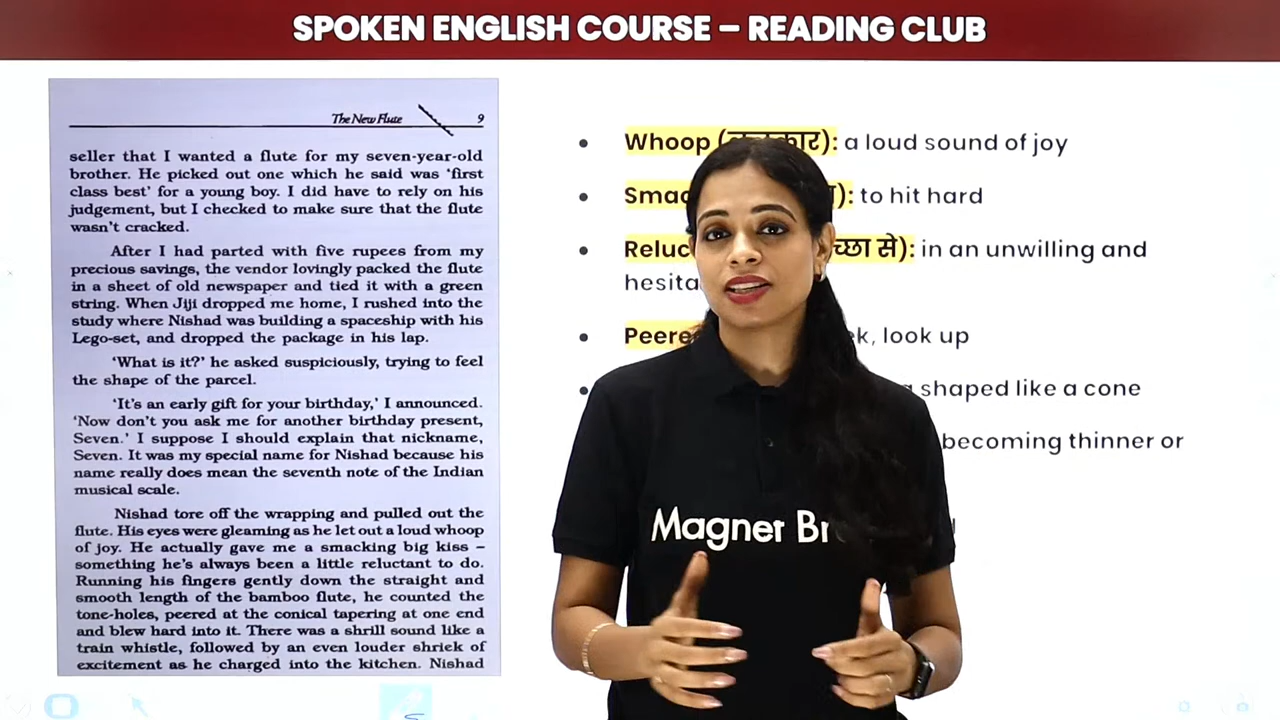 SPOKEN ENGLISH COURSE – READING CLUB
The New Flute 9
seller that I wanted a flute for my seven-year-old
brother. He picked out one which he said was ‘first
class best’ for a young boy. I did have to rely on his
judgement, but I checked to make sure that the flute
wasn’t cracked.
After I had parted with five rupees from my
precious savings, the vendor lovingly packed the flute
in a sheet of old newspaper and tied it with a green
string. When Jiji dropped me home, I rushed into the
study where Nishad was building a spaceship with his
Lego-set, and dropped the package in his lap.
‘What is it?’ he asked suspiciously, trying to feel
the shape of the parcel.
‘It’s an early gift for your birthday,’ I announced.
‘Now don’t you ask me for another birthday present,
Seven.’ I suppose I should explain that nickname,
Seven. It was my special name for Nishad because his
name really does mean the seventh note of the Indian
musical scale.
Nishad tore off the wrapping and pulled out the
flute. His eyes were gleaming as he let out a loud whoop
of joy. He actually gave me a smacking big kiss –
something he’s always been a little reluctant to do.
Running his fingers gently down the straight and
smooth length of the bamboo flute, he counted the
tone-holes, peered at the conical tapering at one end
and blew hard into it. There was a shrill sound like a
train whistle, followed by an even louder shriek of
excitement as he charged into the kitchen. Nishad
Whoop ( ): a loud sound of joy
): to hit hard
से): in an unwilling and
look up
shaped like a cone
becoming thinner or
Magnet